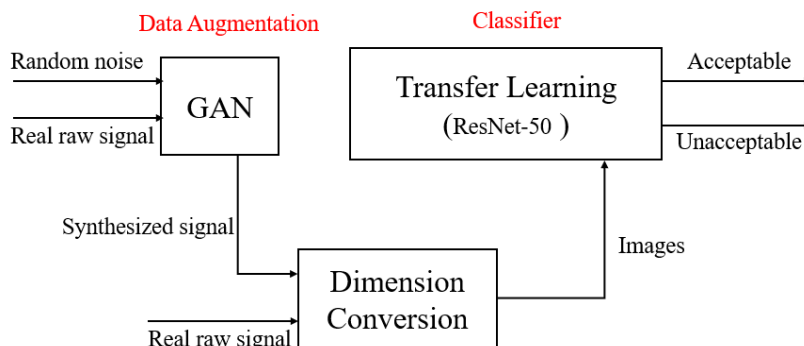 Data Augmentation
Classifier
Random noise
Real raw signal
GAN
Transfer Learning
(ResNet-50 )
Acceptable
Unacceptable
Synthesized signal
Images
Dimension
Conversion
Real raw signal